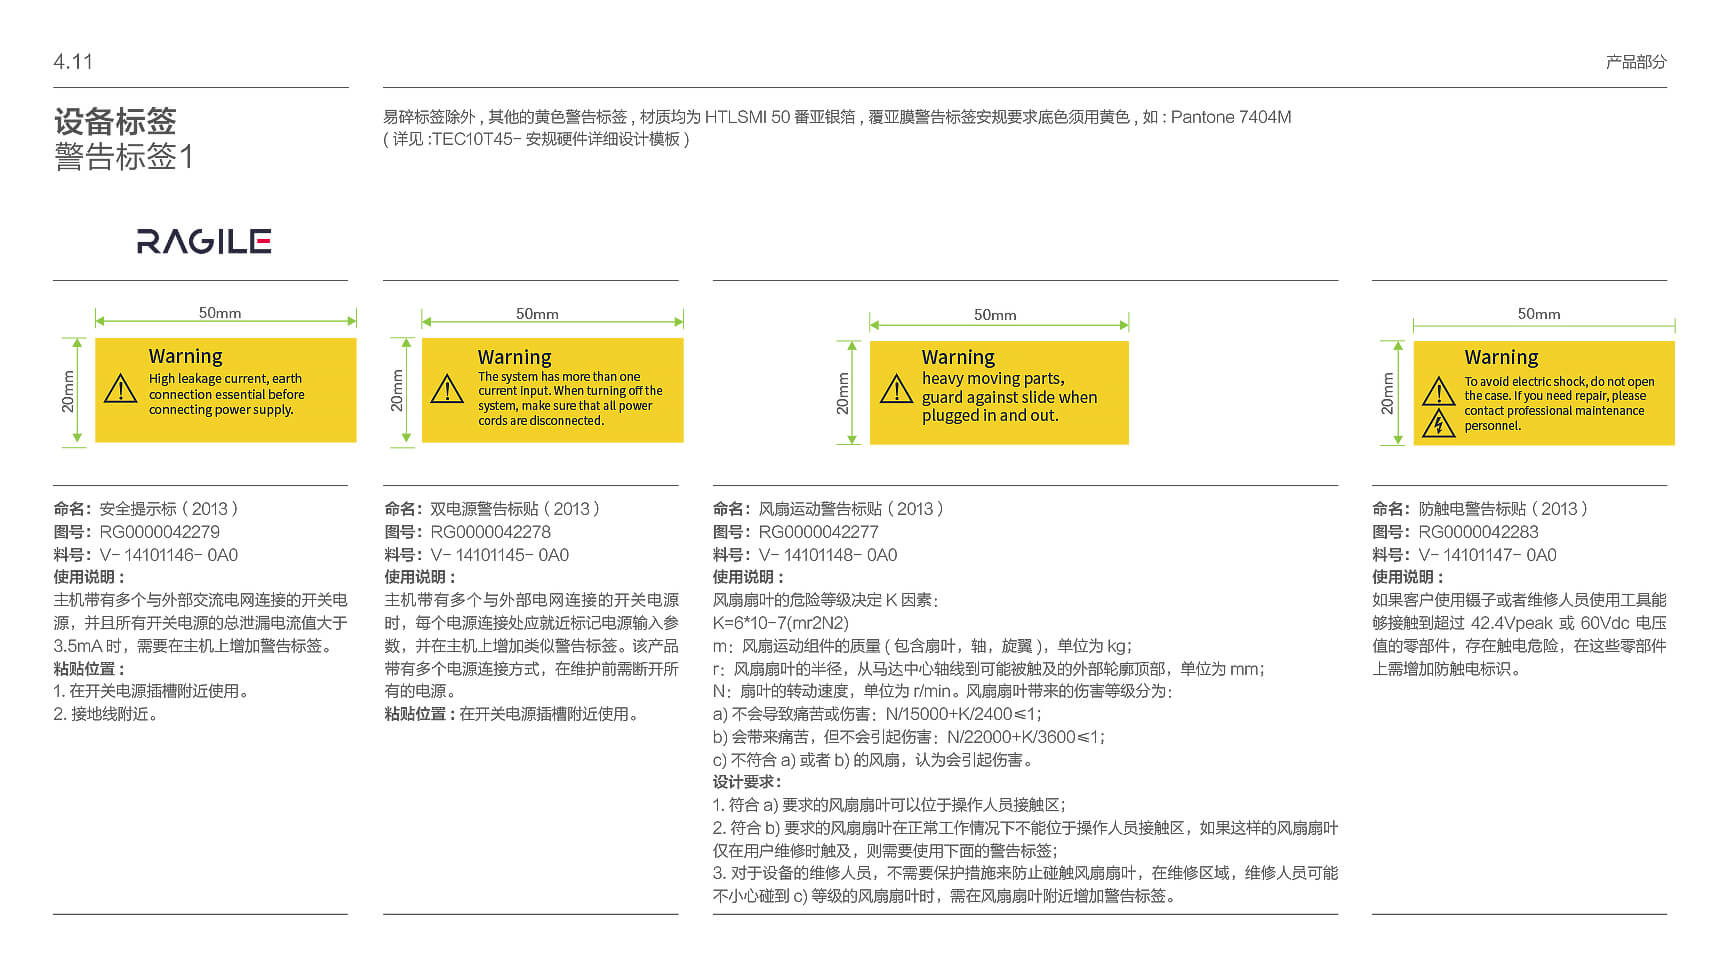 4.11
产品部分
设备标签
警告标签1
易碎标签除外 , 其他的黄色警告标签 , 材质均为 HTLSMI 50 番亚银箔 , 覆亚膜警告标签安规要求底色须用黄色 , 如 : Pantone 7404M
( 详见 :TEC10T45- 安规硬件详细设计模板 )
RAGILE
50mm
20mm
Warning
High leakage current, earth
connection essential before
connecting power supply.
命名：安全提示标（2013）
图号：RG0000042279
料号：V- 14101146- 0A0
使用说明 :
主机带有多个与外部交流电网连接的开关电
源，并且所有开关电源的总泄漏电流值大于
3.5mA 时，需要在主机上增加警告标签。
粘贴位置 :
1. 在开关电源插槽附近使用。
2. 接地线附近。
50mm
20mm
Warning
The system has more than one
current input. When turning off the
system, make sure that all power
cords are disconnected.
命名：双电源警告标贴（2013）
图号：RG0000042278
料号：V- 14101145- 0A0
使用说明 :
主机带有多个与外部电网连接的开关电源
时，每个电源连接处应就近标记电源输入参
数，并在主机上增加类似警告标签。该产品
带有多个电源连接方式，在维护前需断开所
有的电源。
粘贴位置 : 在开关电源插槽附近使用。
50mm
20mm
Warning
heavy moving parts,
guard against slide when
plugged in and out.
命名：风扇运动警告标贴（2013）
图号：RG0000042277
料号：V- 14101148- 0A0
使用说明 :
风扇扇叶的危险等级决定 K 因素：
K=6*10-7(mr2N2)
m：风扇运动组件的质量 ( 包含扇叶，轴，旋翼 )，单位为 kg；
r：风扇扇叶的半径，从马达中心轴线到可能被触及的外部轮廓顶部，单位为 mm；
N：扇叶的转动速度，单位为 r/min。风扇扇叶带来的伤害等级分为：
a) 不会导致痛苦或伤害：N/15000+K/2400≤1；
b) 会带来痛苦，但不会引起伤害：N/22000+K/3600≤1；
c) 不符合 a) 或者 b) 的风扇，认为会引起伤害。
设计要求：
1. 符合 a) 要求的风扇扇叶可以位于操作人员接触区；
2. 符合 b) 要求的风扇扇叶在正常工作情况下不能位于操作人员接触区，如果这样的风扇扇叶
仅在用户维修时触及，则需要使用下面的警告标签；
3. 对于设备的维修人员，不需要保护措施来防止碰触风扇扇叶，在维修区域，维修人员可能
不小心碰到 c) 等级的风扇扇叶时，需在风扇扇叶附近增加警告标签。
50mm
20mm
Warning
To avoid electric shock, do not open
the case. If you need repair, please
contact professional maintenance
personnel.
命名：防触电警告标贴（2013）
图号：RG0000042283
料号：V- 14101147- 0A0
使用说明 :
如果客户使用镊子或者维修人员使用工具能
够接触到超过 42.4Vpeak 或 60Vdc 电压
值的零部件，存在触电危险，在这些零部件
上需增加防触电标识。